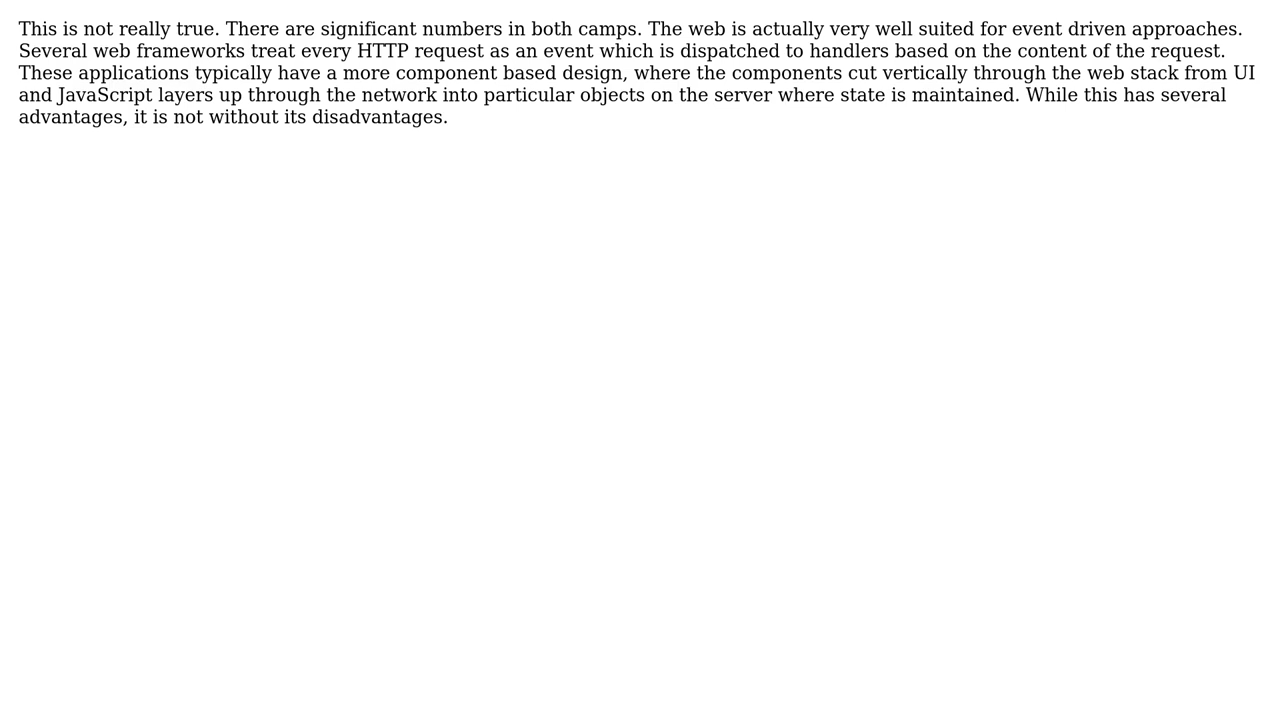 This is not really true. There are significant numbers in both camps. The web is actually very well suited for event driven approaches.
Several web frameworks treat every HTTP request as an event which is dispatched to handlers based on the content of the request.
These applications typically have a more component based design, where the components cut vertically through the web stack from UI
and JavaScript layers up through the network into particular objects on the server where state is maintained. While this has several
advantages, it is not without its disadvantages.